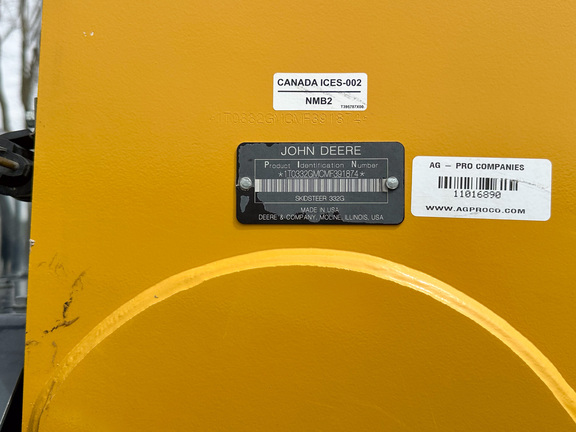 CANADA ICES-002
NMB2
1T0332GMCMF391874
JOHN DEERE
Product Identification Number
*1T0332GMCMF391874*
SKIDSTEER 332G
MADE IN USA
DEERE & COMPANY, MOLINE, ILLINOIS, USA
AG - PRO COMPANIES
11016890
WWW.AGPROCO.COM